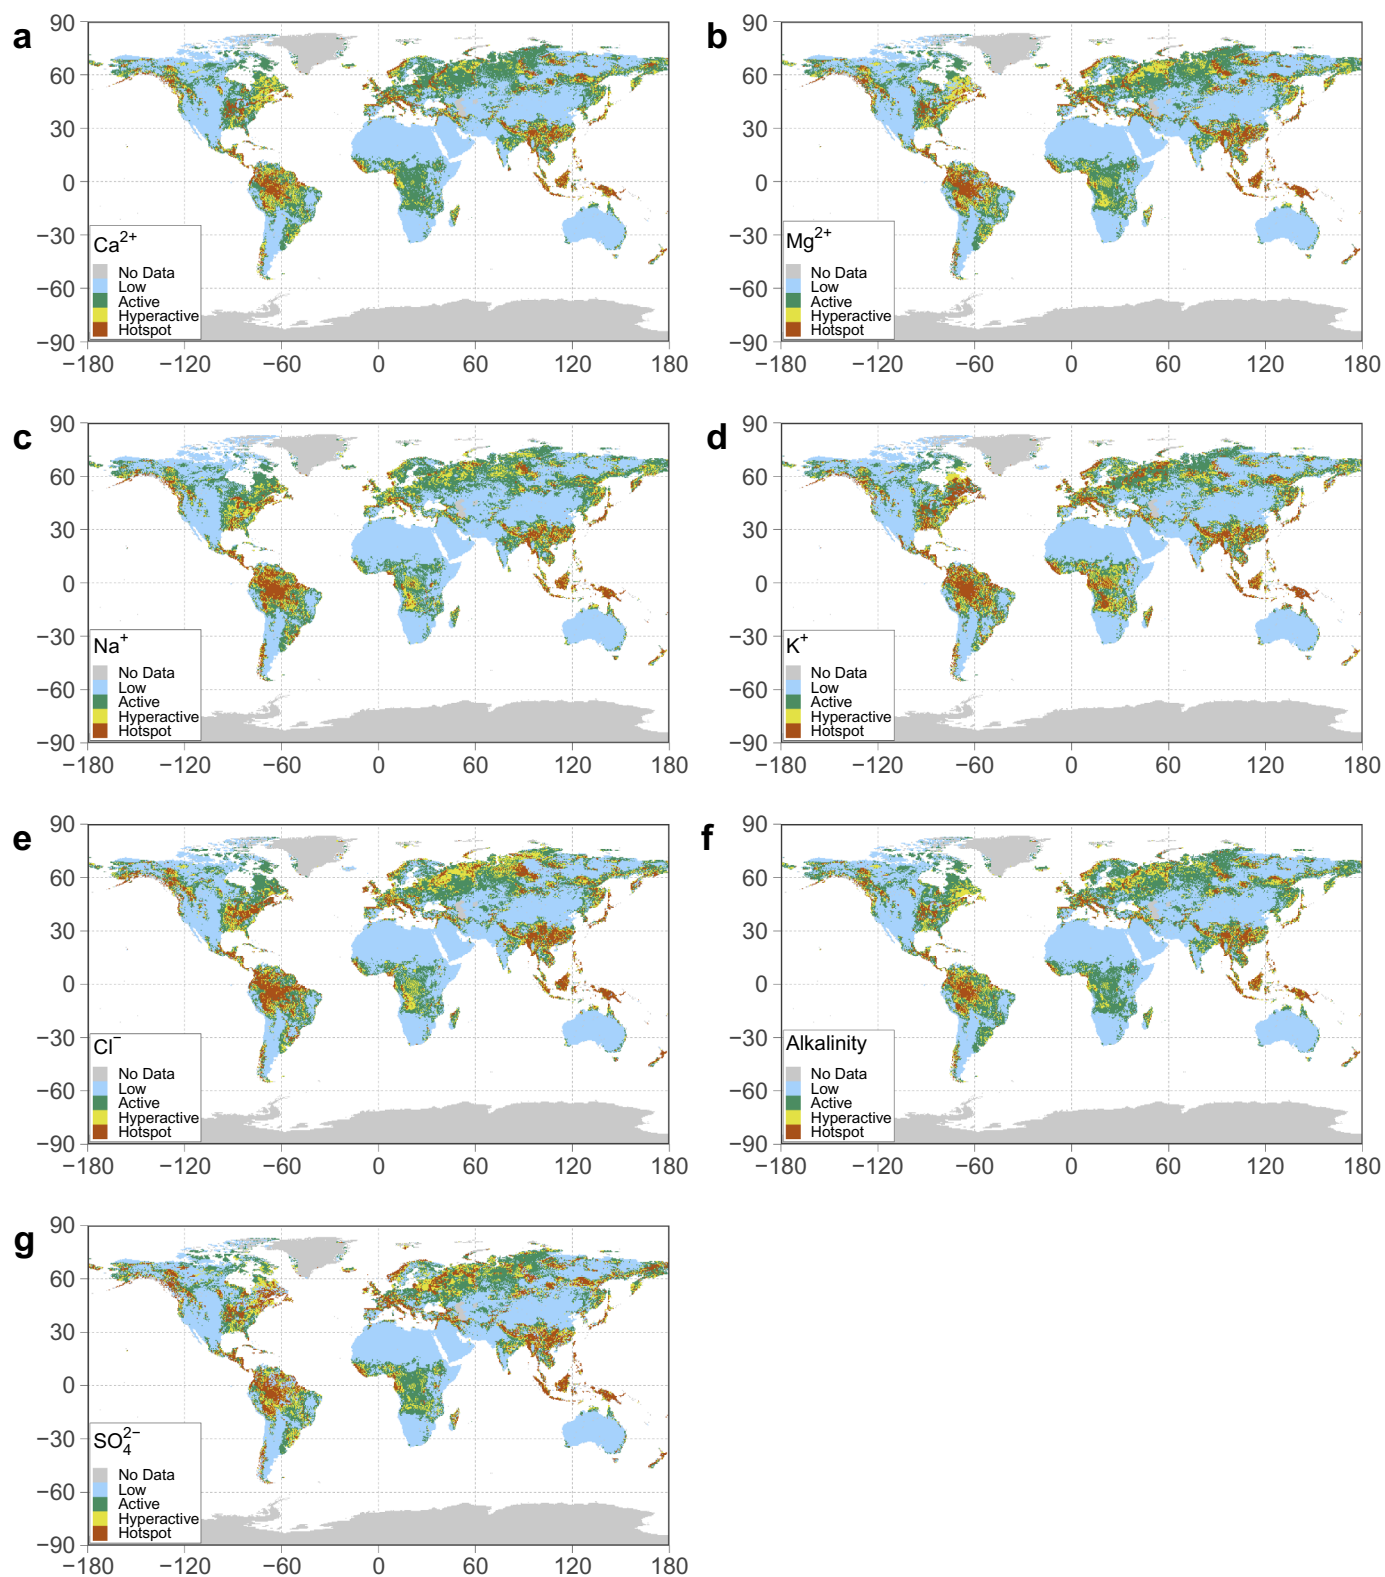 a
90
60
30
0
−30
−60
−90
Ca2+
No Data
Low
Active
Hyperactive
Hotspot
−180 −120 −60 0 60 120 180
b
90
60
30
0
−30
−60
−90
Mg2+
No Data
Low
Active
Hyperactive
Hotspot
−180 −120 −60 0 60 120 180
c
90
60
30
0
−30
−60
−90
Na+
No Data
Low
Active
Hyperactive
Hotspot
−180 −120 −60 0 60 120 180
d
90
60
30
0
−30
−60
−90
K+
No Data
Low
Active
Hyperactive
Hotspot
−180 −120 −60 0 60 120 180
e
90
60
30
0
−30
−60
−90
Cl−
No Data
Low
Active
Hyperactive
Hotspot
−180 −120 −60 0 60 120 180
f
90
60
30
0
−30
−60
−90
Alkalinity
No Data
Low
Active
Hyperactive
Hotspot
−180 −120 −60 0 60 120 180
g
90
60
30
0
−30
−60
−90
SO42−
No Data
Low
Active
Hyperactive
Hotspot
−180 −120 −60 0 60 120 180